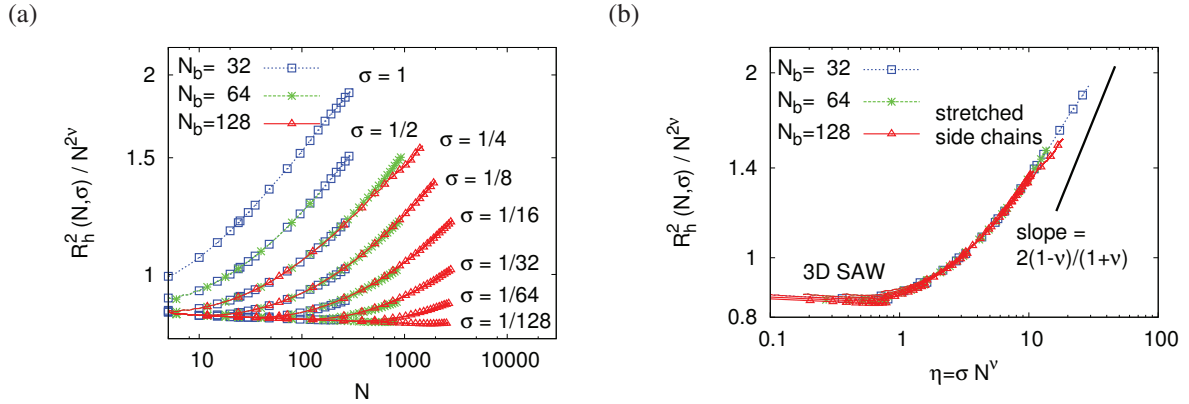 (a)
R_h^2 (N,σ) / N^{2ν}
2
1.5
1
N_b= 32
N_b= 64
N_b=128
σ = 1
σ = 1/2
σ = 1/4
σ = 1/8
σ = 1/16
σ = 1/32
σ = 1/64
σ = 1/128
10
100
1000
10000
N
(b)
R_h^2 (N,σ) / N^{2ν}
2
1.4
1
0.8
N_b= 32
N_b= 64
N_b=128
stretched
side chains
3D SAW
slope =
2(1-ν)/(1+ν)
0.1
1
10
100
η=σ N^ν